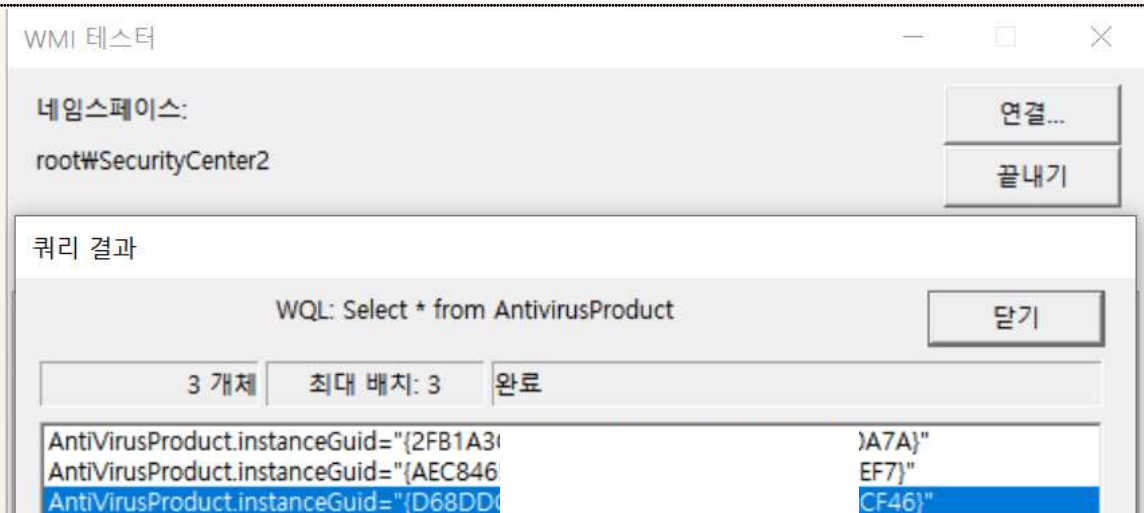 WMI 테스터
네임스페이스:
연결...
root₩SecurityCenter2
끝내기
쿼리 결과
WQL: Select * from AntivirusProduct
닫기
3 개체 최대 배치: 3 완료
AntiVirusProduct.instanceGuid="{2FB1A3 0A7A}"
AntiVirusProduct.instanceGuid="{AEC846 EF7}"
AntiVirusProduct.instanceGuid="{D68DD CF46}"